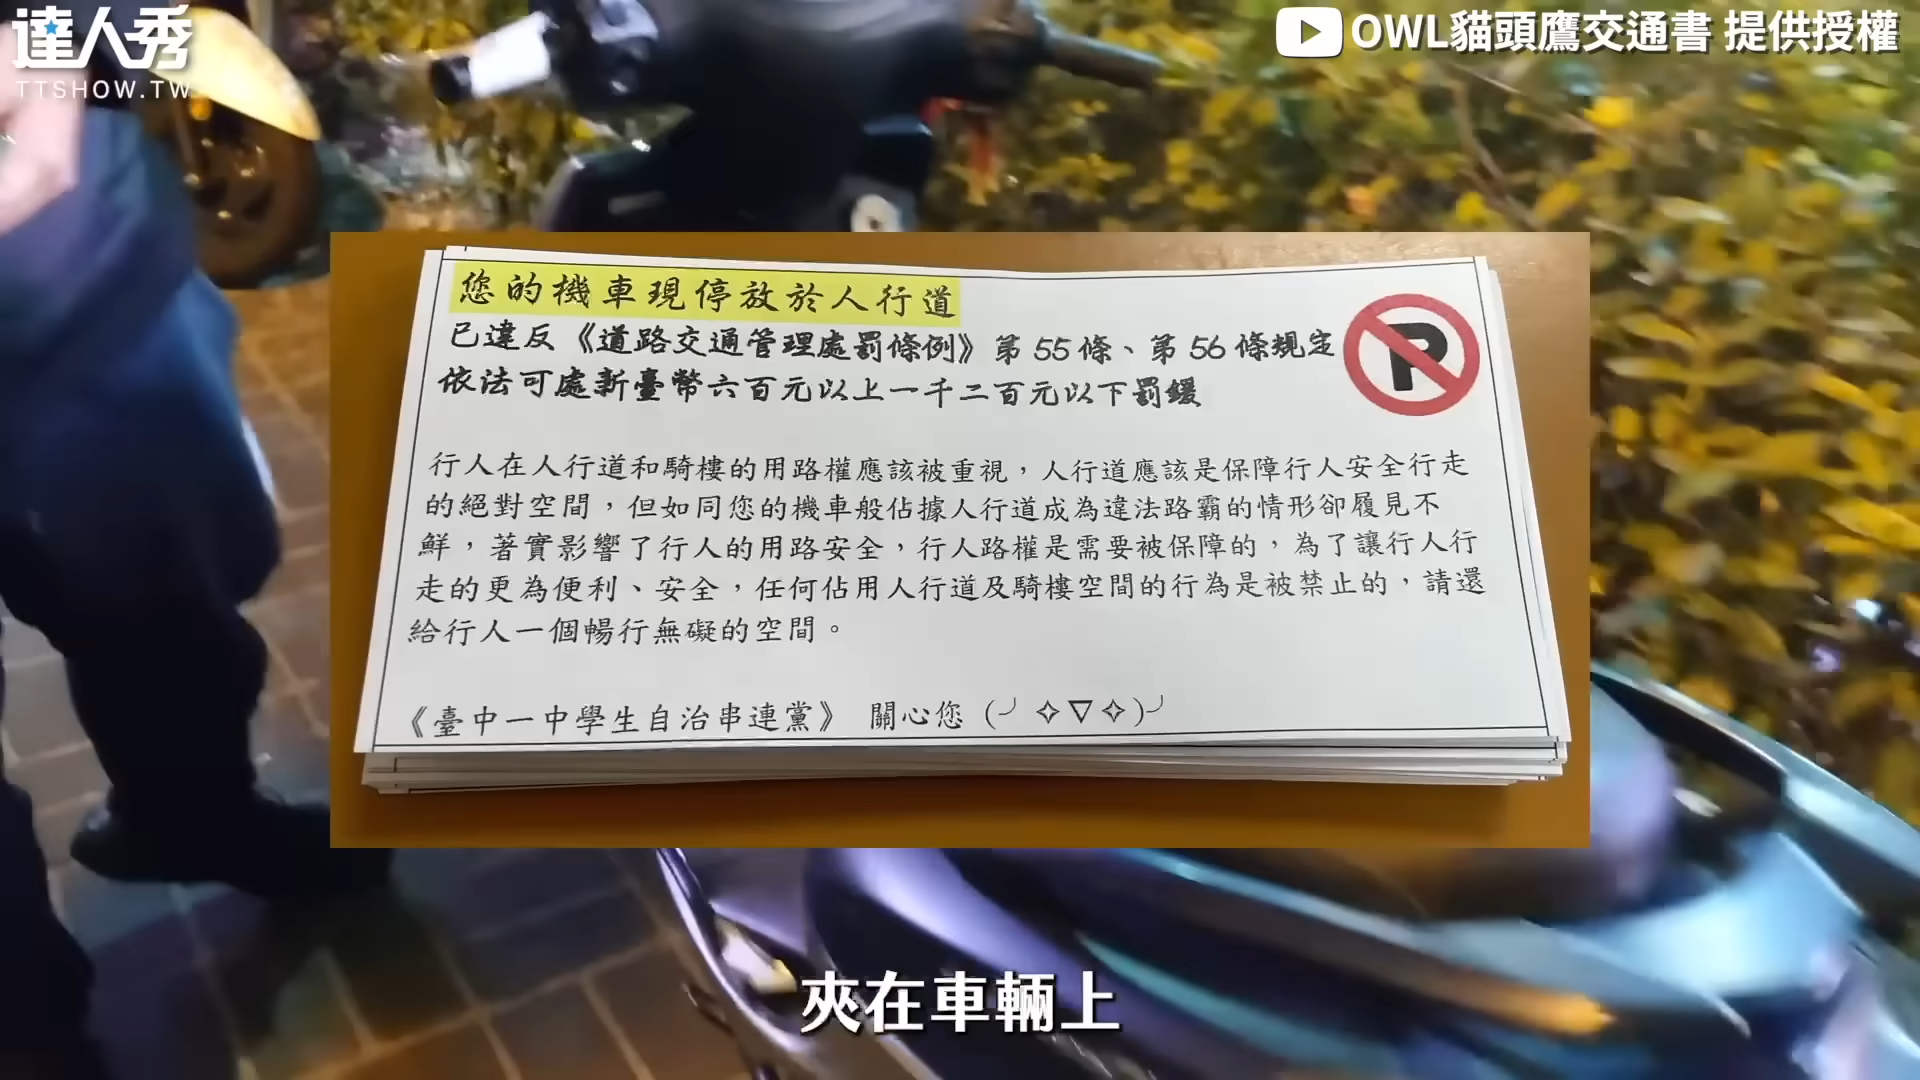 達人秀
TTSHOW.TW
OWL貓頭鷹交通書 提供授權
您的機車現停放於人行道
已違反《道路交通管理處罰條例》第55條、第56條規定
依法可處新臺幣六百元以上一千二百元以下罰鍰
行人在人行道和騎樓的用路權應該被重視，人行道應該是保障行人安全行走
的絕對空間，但如同您的機車般佔據人行道成為違法路霸的情形卻履見不
鮮，著實影響了行人的用路安全，行人路權是需要被保障的，為了讓行人行
走的更為便利、安全，任何佔用人行道及騎樓空間的行為是被禁止的，請還
給行人一個暢行無礙的空間。
《臺中一中學生自治串連黨》 關心您 (╯✧▽✧)╯
P
夾在車輛上